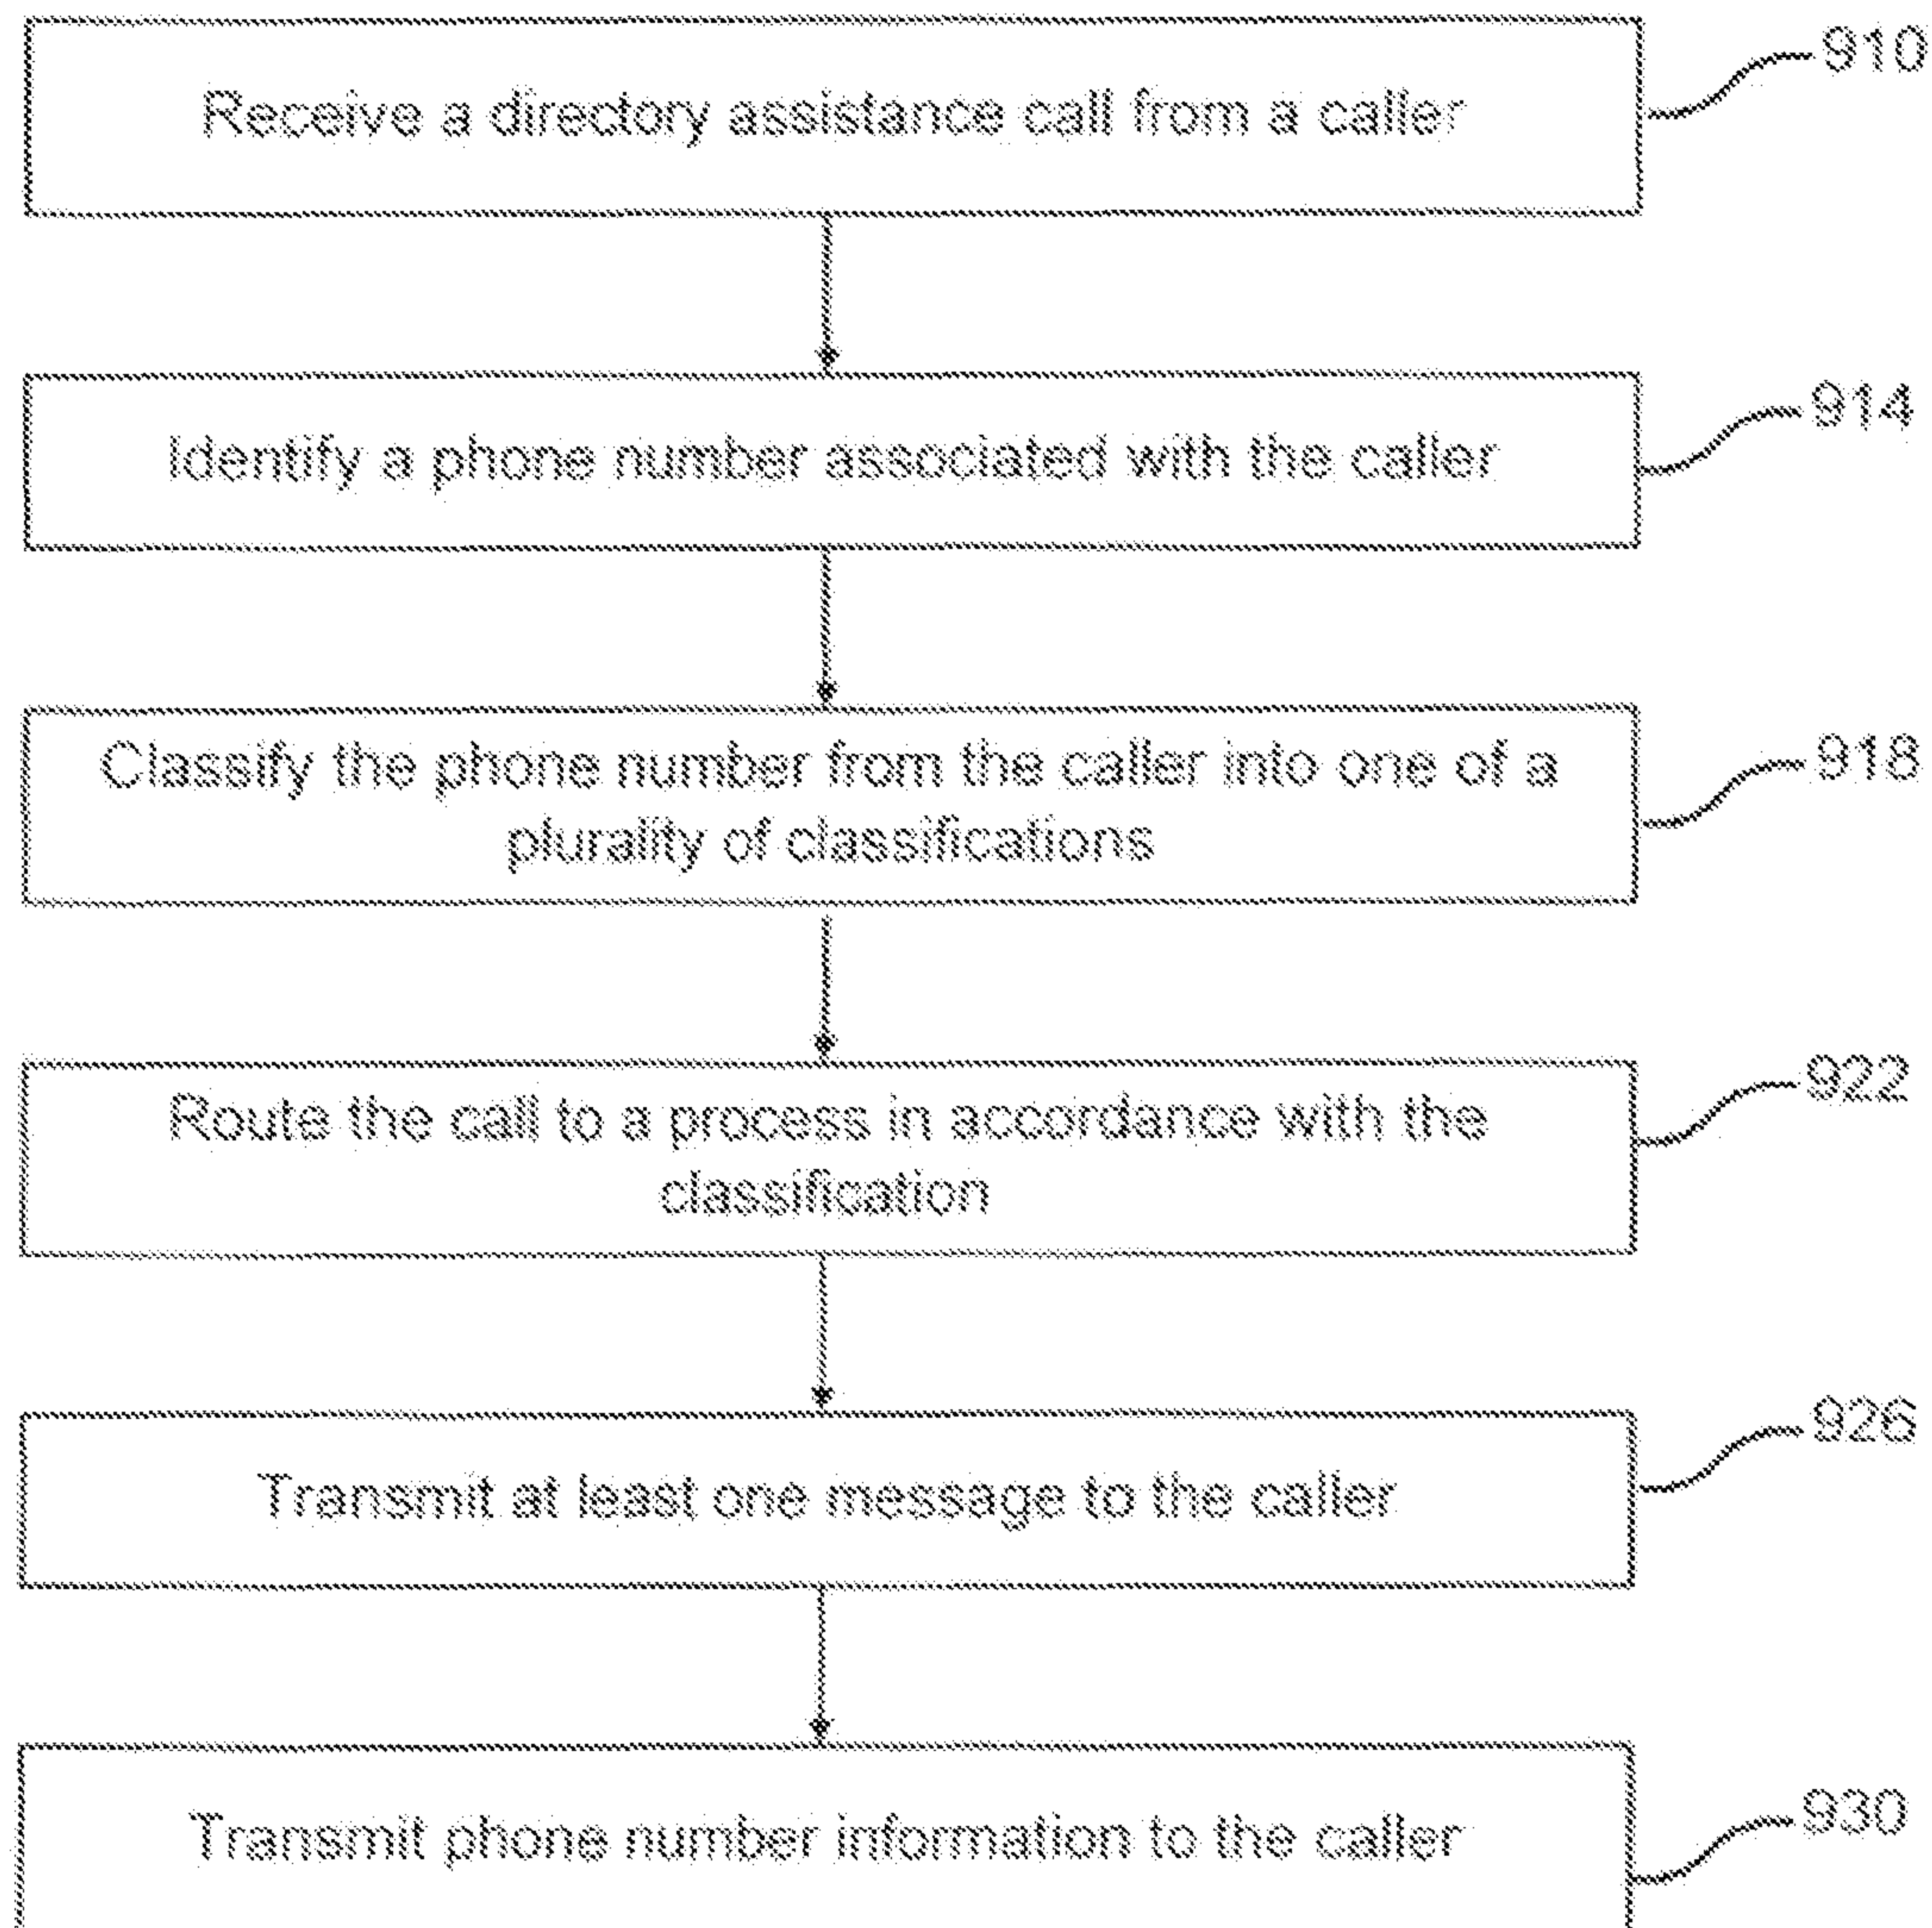 Receive a directory assistance call from a caller
910
Identify a phone number associated with the caller
914
Classify the phone number from the caller into one of a
plurality of classifications
918
Route the call to a process in accordance with the
classification
922
Transmit at least one message to the caller
926
Transmit phone number information to the caller
930